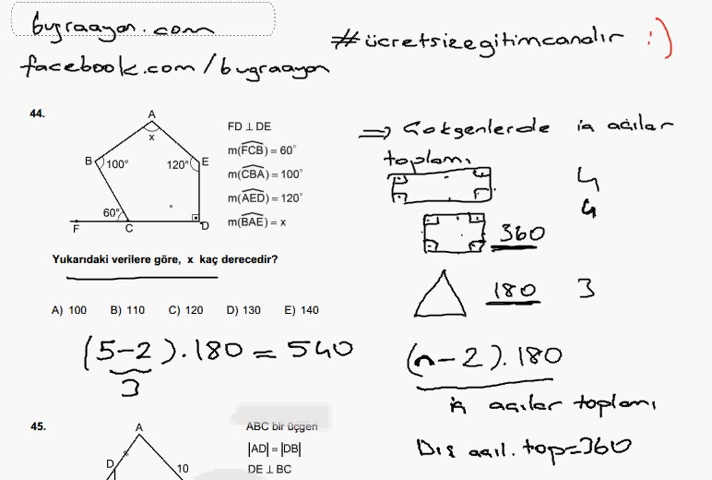 bugraayon.com
#ücretsizegitimcandır :)
facebook.com/bugraayon
44.
A
x
B
100°
120°
E
60°
F
C
D
FD ⊥ DE
m(FCB) = 60°
m(CBA) = 100°
m(AED) = 120°
m(BAE) = x
Yukarıdaki verilere göre, x kaç derecedir?
A) 100 B) 110 C) 120 D) 130 E) 140
(5-2).180 = 540
3
⇒ Çokgenlerde iç açılar
toplamı
4
4
360
180 3
(n-2).180
iç açılar toplamı
Dış açıl. top=360
45.
A
D
10
ABC bir üçgen
|AD| = |DB|
DE ⊥ BC